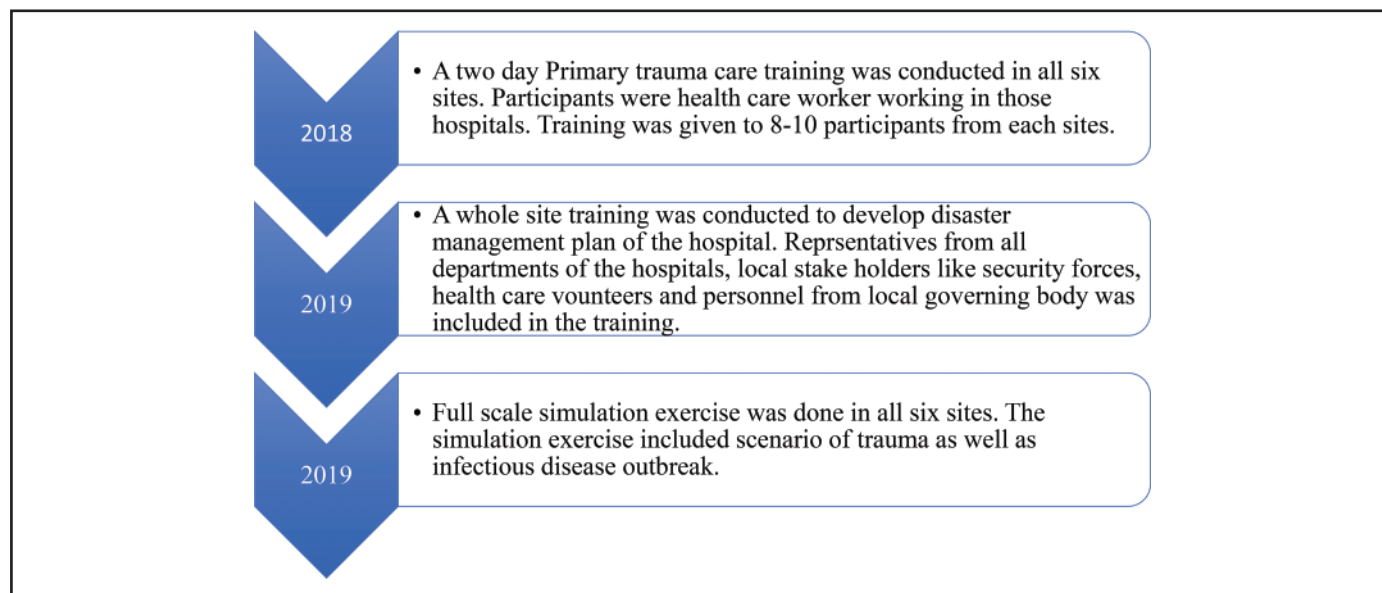 2018
• A two day Primary trauma care training was conducted in all six
sites. Participants were health care worker working in those
hospitals. Training was given to 8-10 participants from each sites.
2019
• A whole site training was conducted to develop disaster
management plan of the hospital. Reprsentatives from all
departments of the hospitals, local stake holders like security forces,
health care vounteers and personnel from local governing body was
included in the training.
2019
• Full scale simulation exercise was done in all six sites. The
simulation exercise included scenario of trauma as well as
infectious disease outbreak.